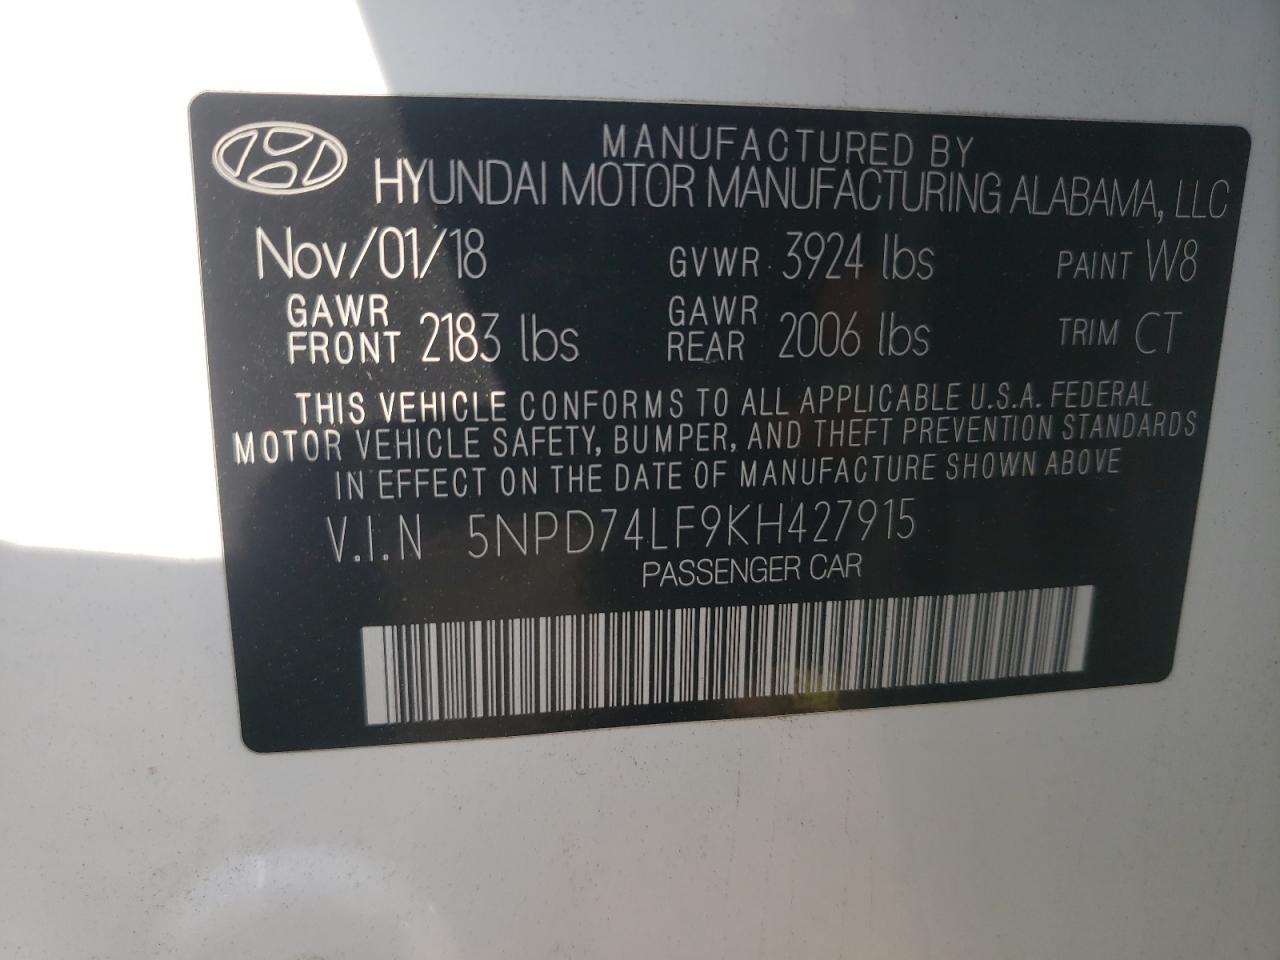 MANUFACTURED BY
HYUNDAI MOTOR MANUFACTURING ALABAMA, LLC
Nov/01/18 GVWR 3924 lbs PAINT W8
GAWR FRONT 2183 lbs GAWR REAR 2006 lbs TRIM CT
THIS VEHICLE CONFORMS TO ALL APPLICABLE U.S.A. FEDERAL
MOTOR VEHICLE SAFETY, BUMPER, AND THEFT PREVENTION STANDARDS
IN EFFECT ON THE DATE OF MANUFACTURE SHOWN ABOVE
V.I.N 5NPD74LF9KH427915
PASSENGER CAR